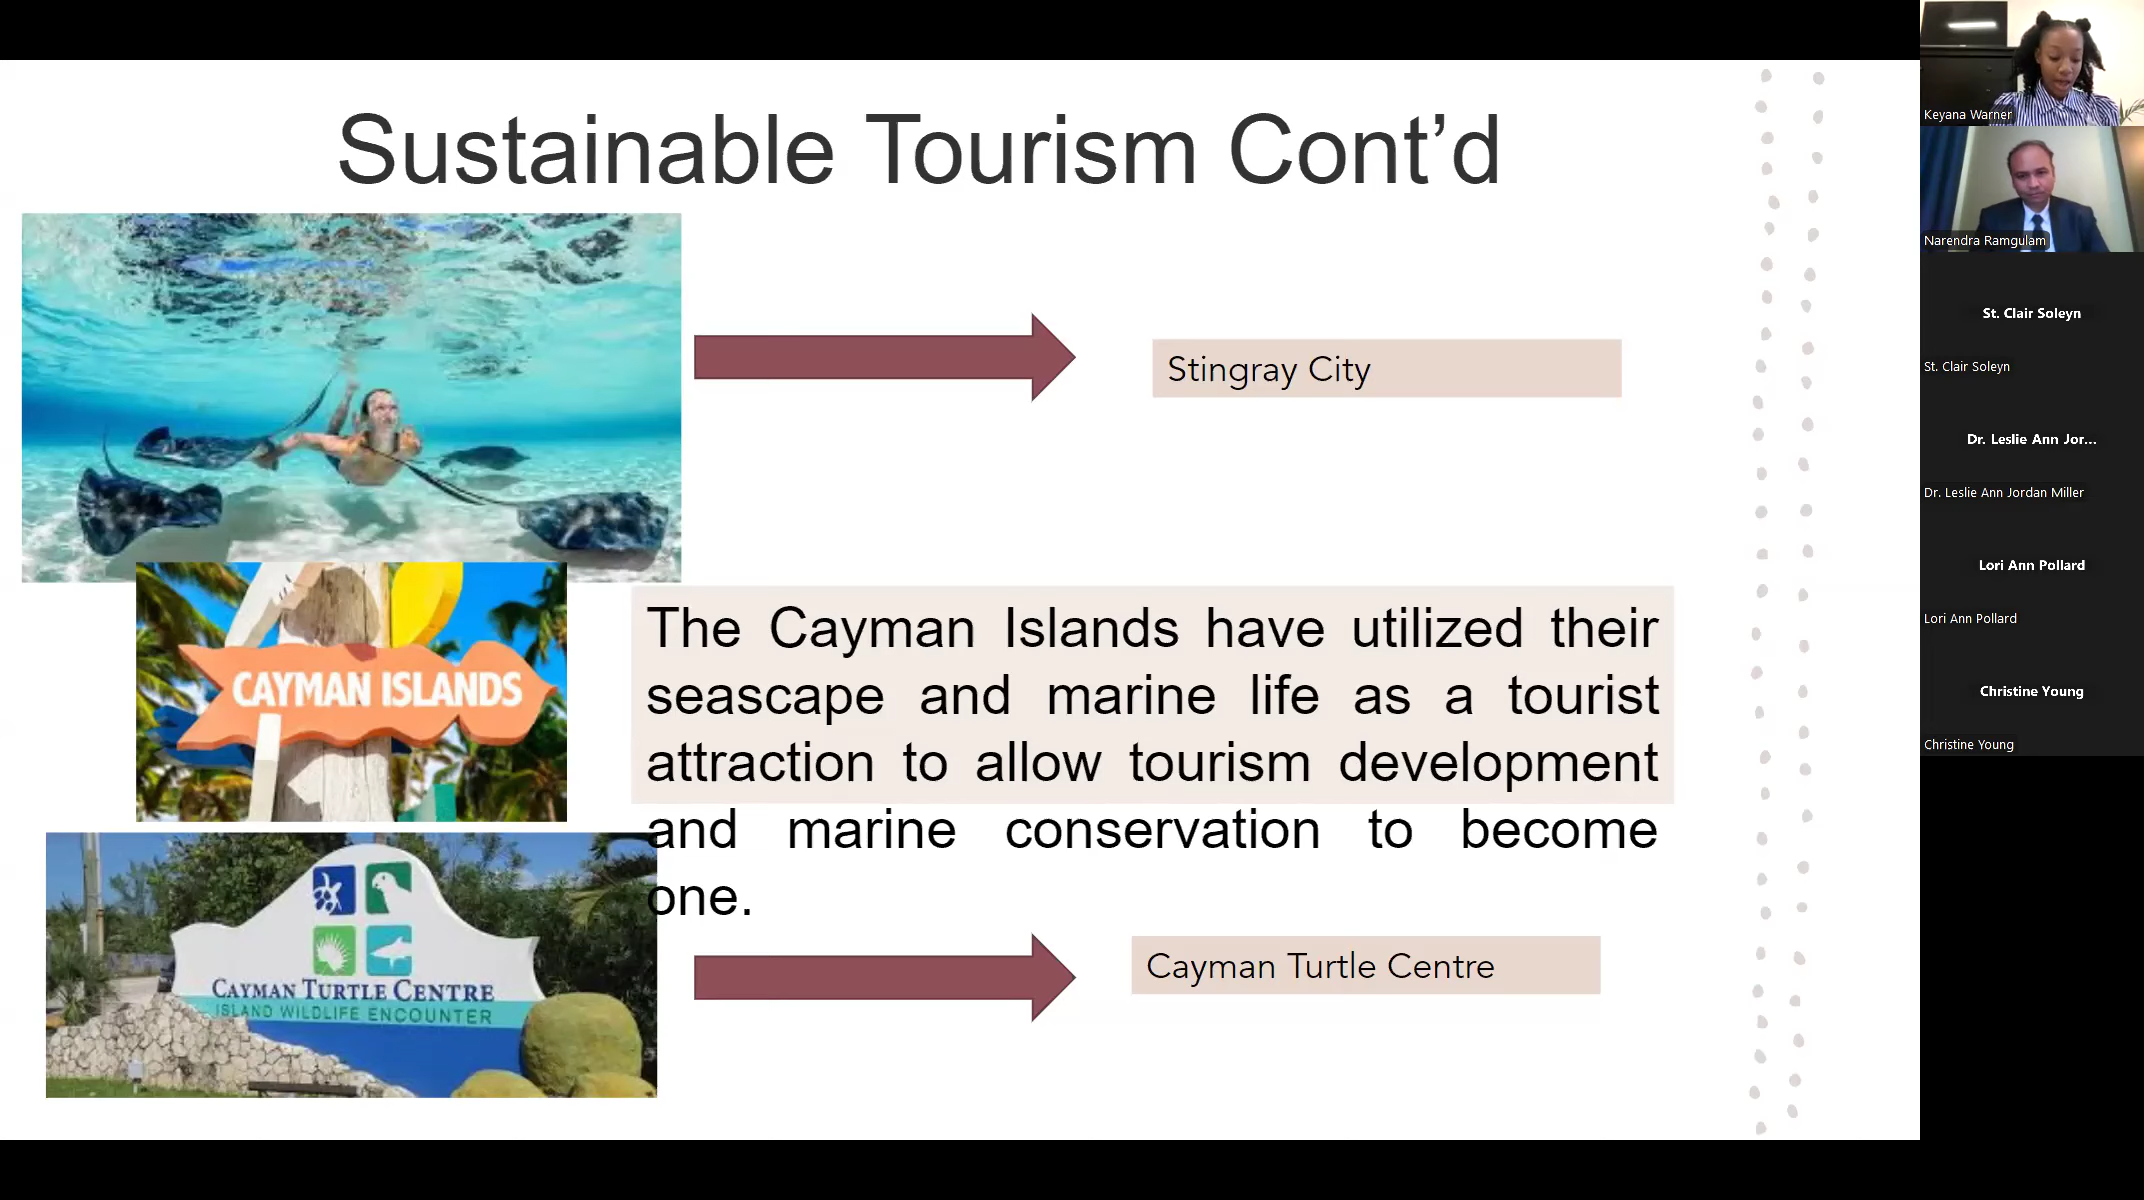 Sustainable Tourism Cont’d
Stingray City
CAYMAN ISLANDS
The Cayman Islands have utilized their
seascape and marine life as a tourist
attraction to allow tourism development
and marine conservation to become
one.
CAYMAN TURTLE CENTRE
ISLAND WILDLIFE ENCOUNTER
Cayman Turtle Centre
Keyana Warner
Narendra Ramgulam
St. Clair Soleyn
St. Clair Soleyn
Dr. Leslie Ann Jor...
Dr. Leslie Ann Jordan Miller
Lori Ann Pollard
Lori Ann Pollard
Christine Young
Christine Young